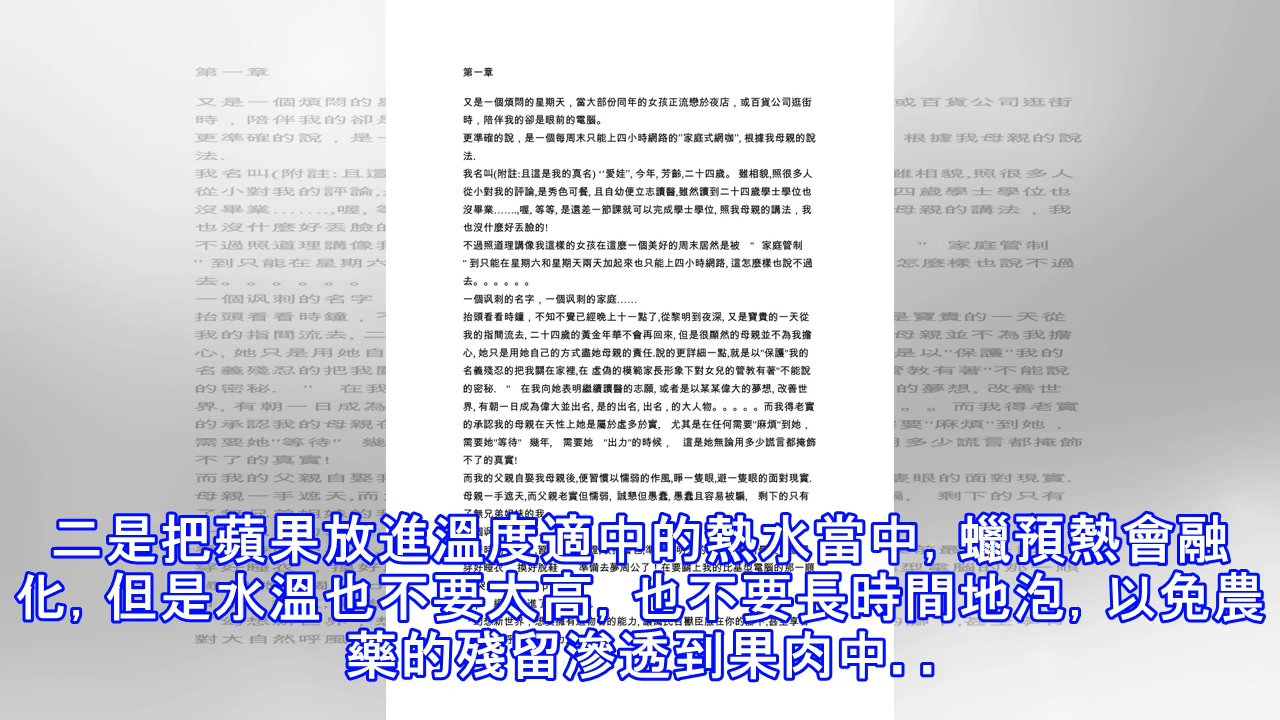 第一章
又是一個煩悶的星期天，當大部份同年的女孩正流戀於夜店，或百貨公司逛街
時，陪伴我的卻是眼前的電腦。
更準確的說，是一個每周末只能上四小時網路的"家庭式網咖", 根據我母親的說
法.
我名叫(附註:且這是我的真名) ‘’愛娃”, 今年, 芳齡,二十四歲。 雖相貌,照很多人
從小對我的評論,是秀色可餐, 且自幼便立志讀醫,雖然讀到二十四歲學士學位也
沒畢業…….,喔, 等等, 是還差一節課就可以完成學士學位, 照我母親的講法，我
也沒什麼好丟臉的!
不過照道理講像我這樣的女孩在這麼一個美好的周末居然是被 " 家庭管制
" 到只能在星期六和星期天兩天加起來也只能上四小時網路, 這怎麼樣也說不過
去。。。。。。
一個讽刺的名字，一個讽刺的家庭……
抬頭看看時鐘，不知不覺已經晚上十一點了,從黎明到夜深, 又是寶貴的一天從
我的指間流去, 二十四歲的黃金年華不會再回來, 但是很顯然的母親並不為我擔
心, 她只是用她自己的方式盡她母親的責任.說的更詳細一點,就是以"保護"我的
名義殘忍的把我關在家裡,在 虛偽的模範家長形象下對女兒的管教有著"不能說
的密秘. " 在我向她表明繼續讀醫的志願, 或者是以某某偉大的夢想, 改善世
界, 有朝一日成為偉大並出名, 是的出名, 出名 , 的大人物。。。。。而我得老實
的承認我的母親在天性上她是屬於虛多於實, 尤其是在任何需要"麻煩"到她，
需要她"等待" 幾年, 需要她 "出力"的時候， 這是她無論用多少謊言都掩飾
不了的真實!
而我的父親自娶我母親後,便習慣以懦弱的作風,睜一隻眼,避一隻眼的面對現實.
母親一手遮天,而父親老實但懦弱, 誠懇但愚蠢, 愚蠢且容易被騙, 剩下的只有
二是把蘋果放進溫度適中的熱水當中, 蠟預熱會融
化, 但是水溫也不要太高, 也不要長時間地泡, 以免農
藥的殘留滲透到果肉中..